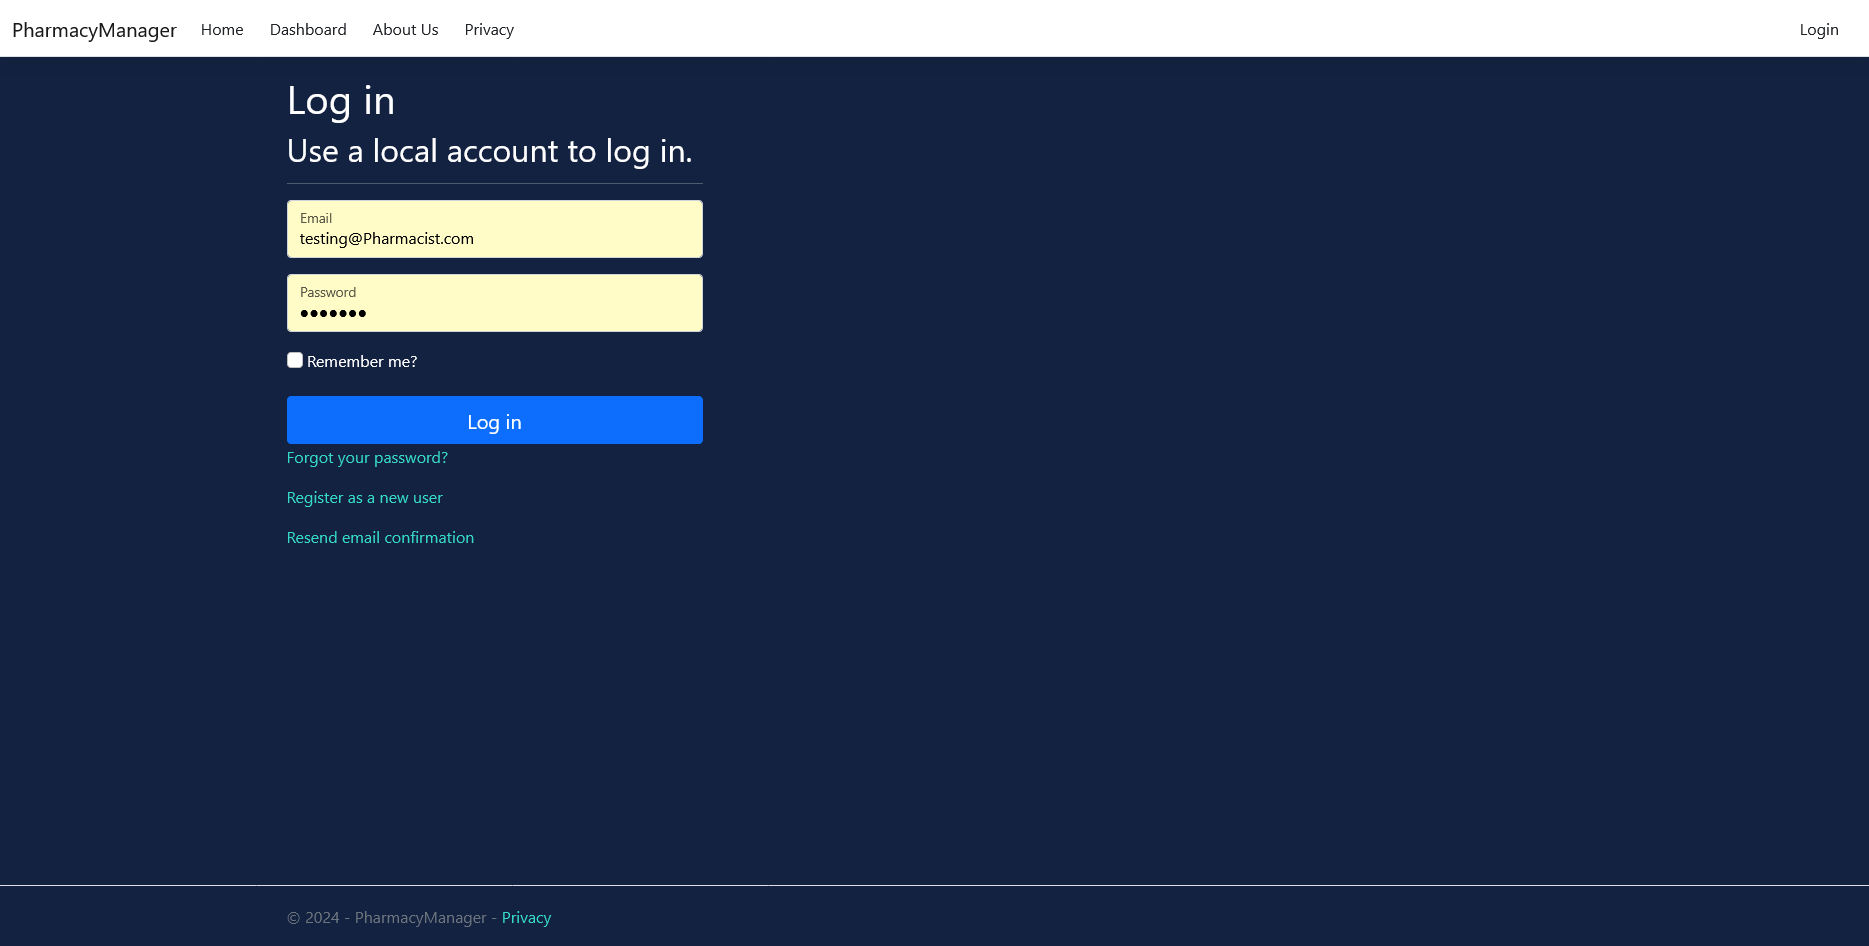 PharmacyManager Home Dashboard About Us Privacy Login
Log in
Use a local account to log in.
Email
testing@Pharmacist.com
Password
•••••••
Remember me?
Log in
Forgot your password?
Register as a new user
Resend email confirmation
© 2024 - PharmacyManager - Privacy